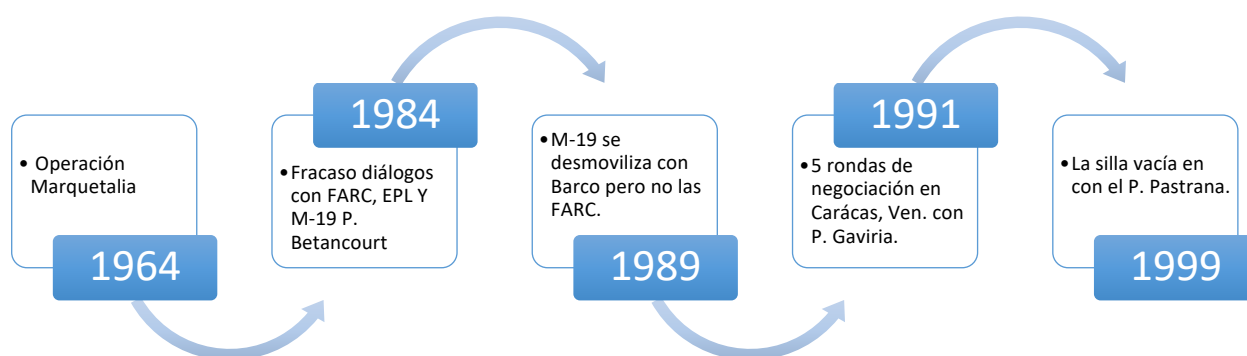 • Operación
Marquetalia
1964
1984
•Fracaso diálogos
con FARC, EPL Y
M-19 P.
Betancourt
•M-19 se
desmoviliza con
Barco pero no las
FARC.
1989
1991
•5 rondas de
negociación en
Carácas, Ven. con
P. Gaviria.
•La silla vacía en
con el P. Pastrana.
1999